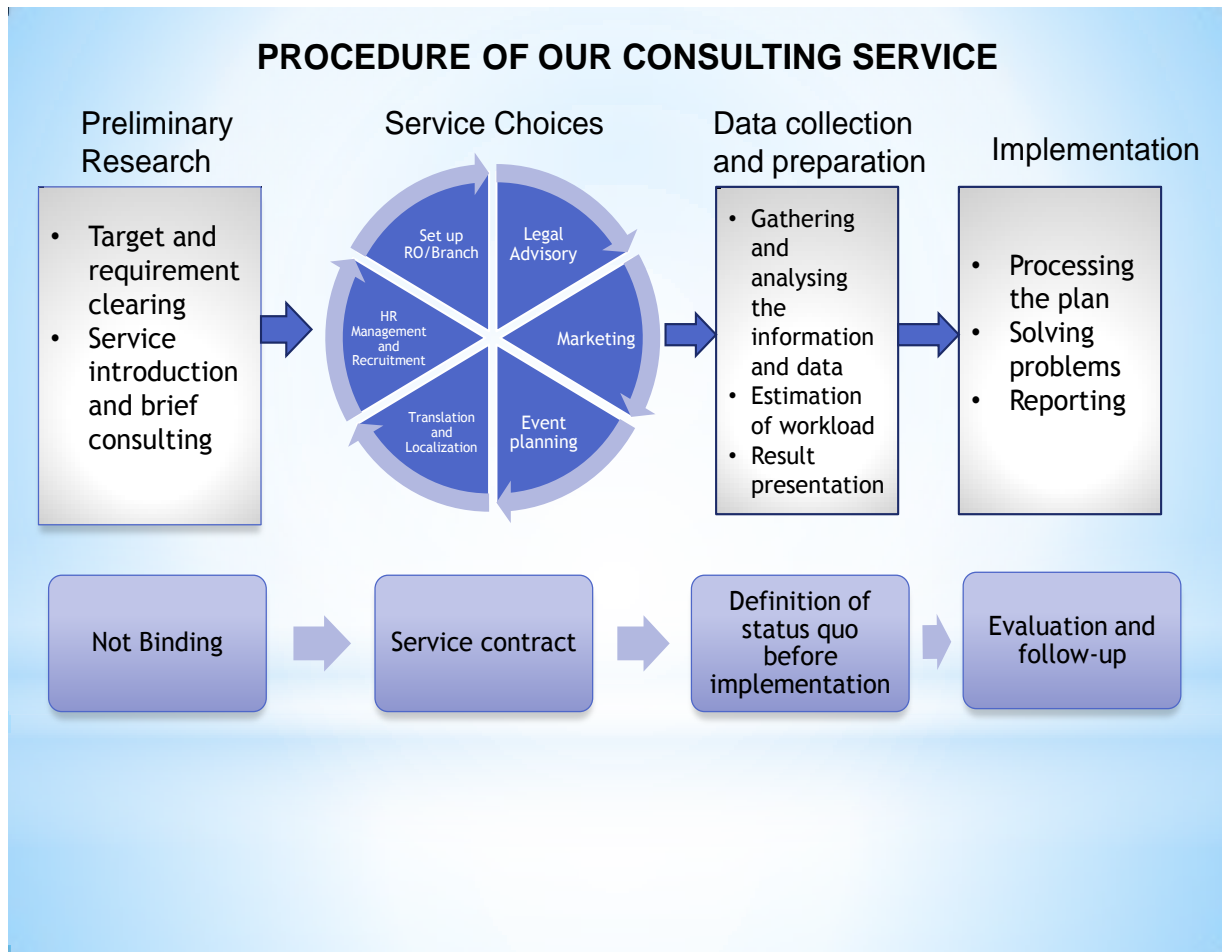 PROCEDURE OF OUR CONSULTING SERVICE
Preliminary
Research
• Target and
requirement
clearing
• Service
introduction
and brief
consulting
Service Choices
Set up
RO/Branch
Legal
Advisory
Marketing
Event
planning
Translation
and
Localization
HR
Management
and
Recruitment
Data collection
and preparation
• Gathering
and
analysing
the
information
and data
• Estimation
of workload
• Result
presentation
Implementation
• Processing
the plan
• Solving
problems
• Reporting
Not Binding
Service contract
Definition of
status quo
before
implementation
Evaluation and
follow-up